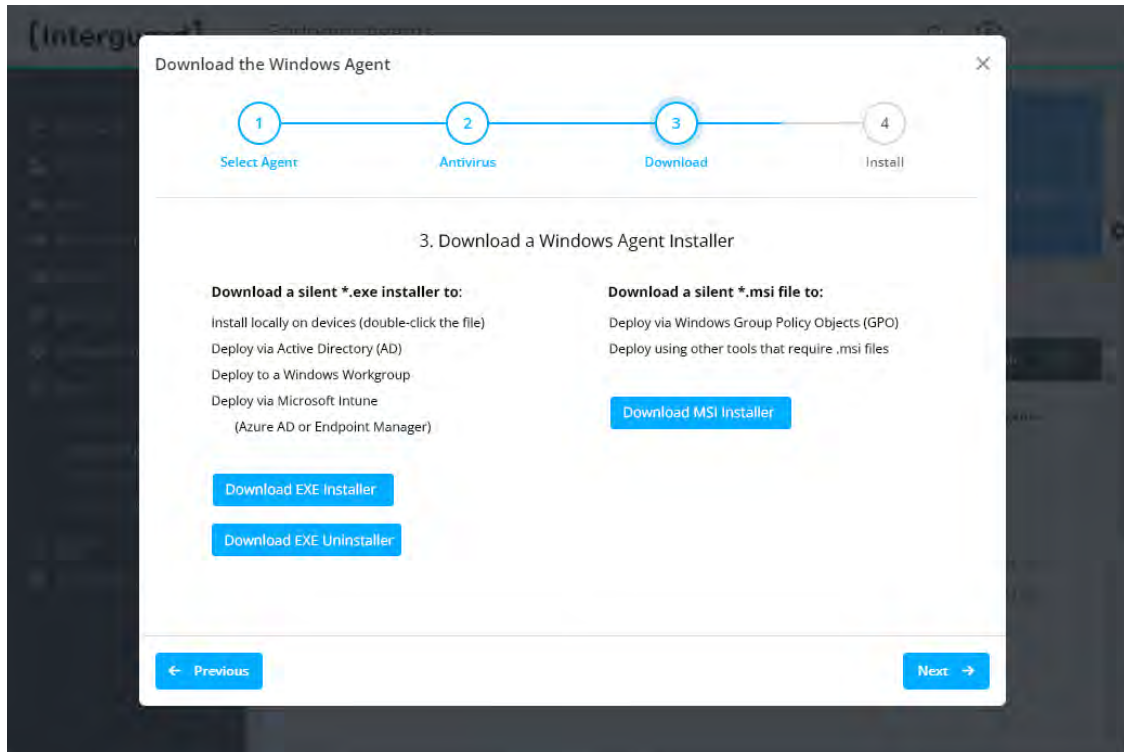 Download the Windows Agent
1
2
3
4
Select Agent
Antivirus
Download
Install
3. Download a Windows Agent Installer
Download a silent *.exe installer to:
Install locally on devices (double-click the file)
Deploy via Active Directory (AD)
Deploy to a Windows Workgroup
Deploy via Microsoft Intune
(Azure AD or Endpoint Manager)
Download EXE Installer
Download EXE Uninstaller
Download a silent *.msi file to:
Deploy via Windows Group Policy Objects (GPO)
Deploy using other tools that require .msi files
Download MSI Installer
← Previous
Next →